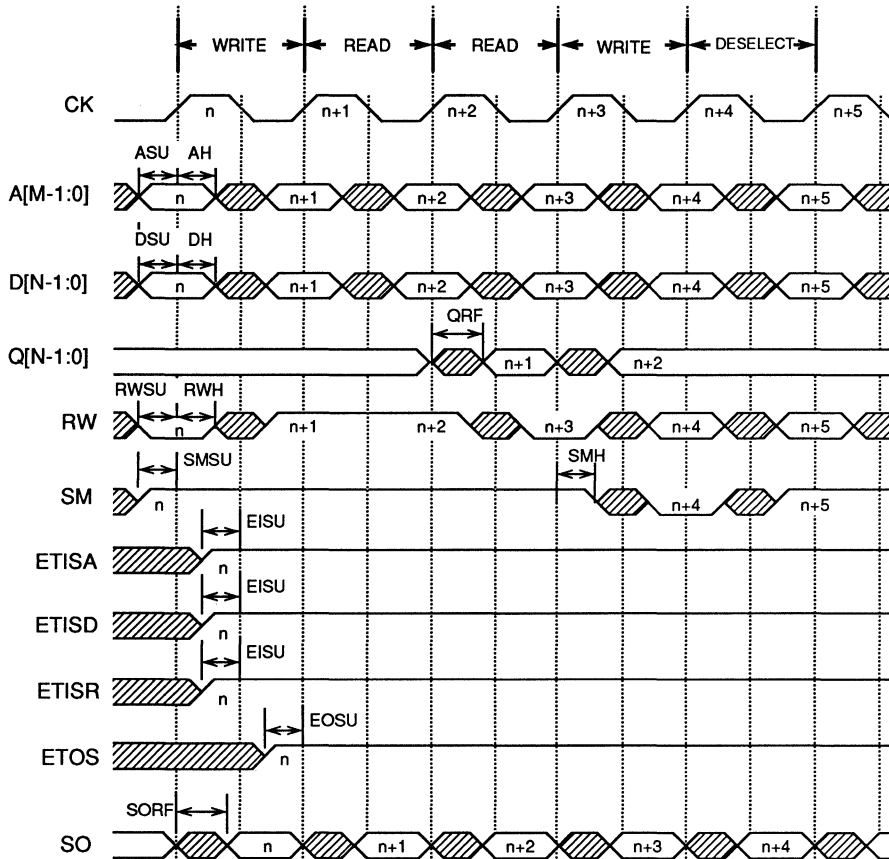 WRITE READ READ WRITE DESELECT
CK n n+1 n+2 n+3 n+4 n+5
ASU AH
A[M-1:0] n n+1 n+2 n+3 n+4 n+5
DSU DH
D[N-1:0] n n+1 n+2 n+3 n+4 n+5
QRF
Q[N-1:0] n+1 n+2
RWSU RWH
RW n n+1 n+2 n+3 n+4 n+5
SMSU SMH
SM n n+4 n+5
EISU
ETISA n
EISU
ETISD n
EISU
ETISR n
EOSU
ETOS n
SORF
SO n n+1 n+2 n+3 n+4